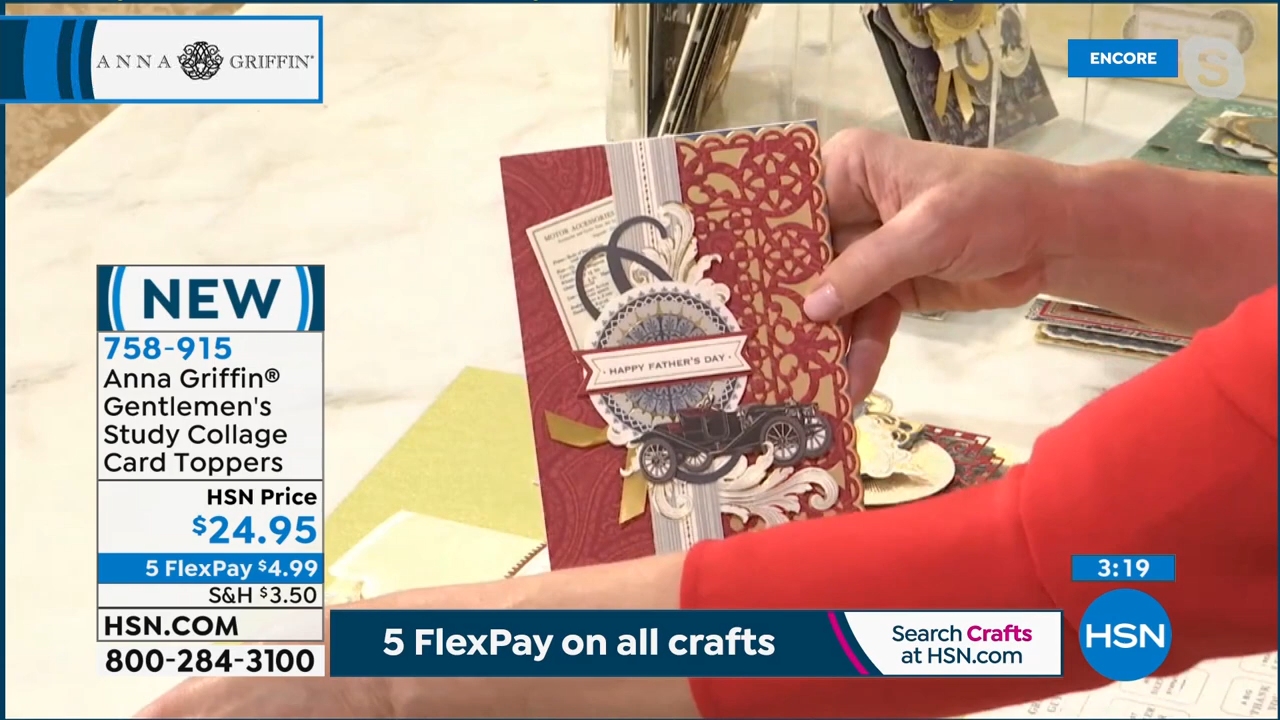 ANNA GRIFFIN®
ENCORE
S
NEW
758-915
Anna Griffin®
Gentlemen's
Study Collage
Card Toppers
HSN Price
$24.95
5 FlexPay $4.99
S&H $3.50
HSN.COM
800-284-3100
MOTOR ACCESSORIES
· HAPPY FATHER'S DAY ·
5 FlexPay on all crafts
Search Crafts
at HSN.com
3:19
HSN